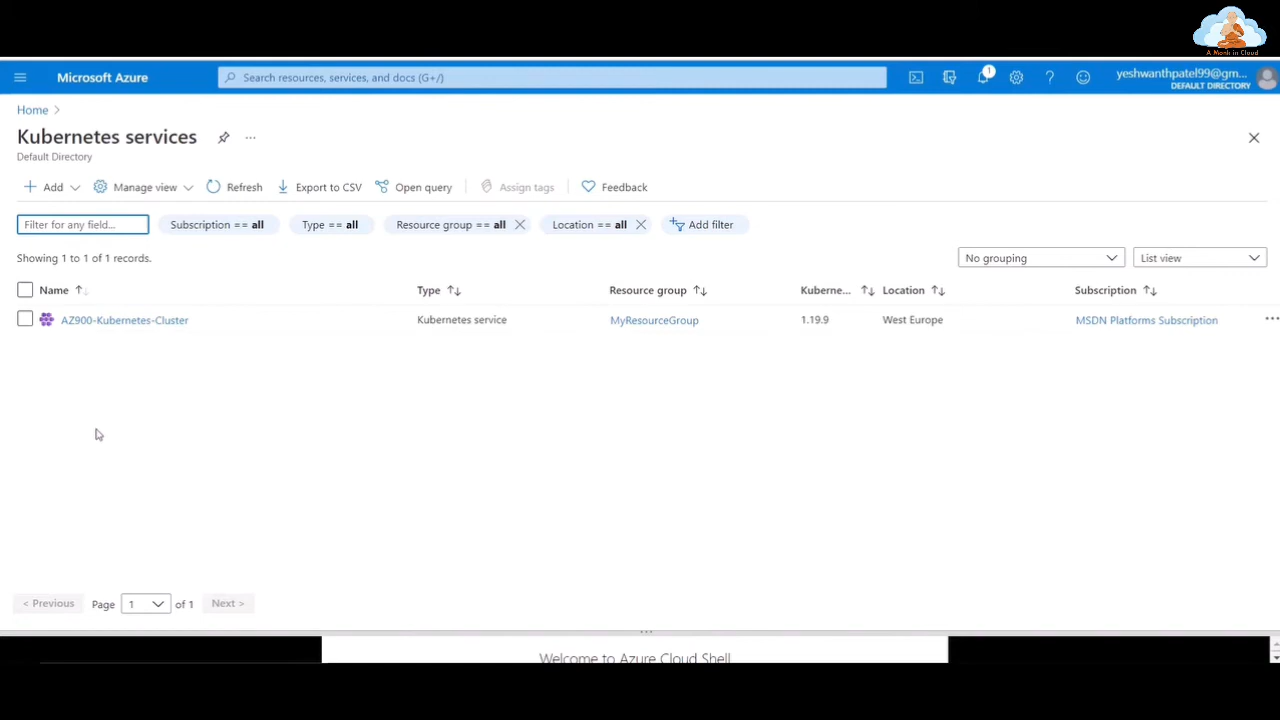 A Monk in Cloud
Microsoft Azure
Search resources, services, and docs (G+/)
1
yeshwanthpatel99@gm...
DEFAULT DIRECTORY
Home
Kubernetes services
...
Default Directory
Add
Manage view
Refresh
Export to CSV
Open query
Assign tags
Feedback
Filter for any field...
Subscription == all
Type == all
Resource group == all
Location == all
Add filter
Showing 1 to 1 of 1 records.
No grouping
List view
Name
Type
Resource group
Kuberne...
Location
Subscription
AZ900-Kubernetes-Cluster
Kubernetes service
MyResourceGroup
1.19.9
West Europe
MSDN Platforms Subscription
...
< Previous
Page
1
of 1
Next >
Welcome to Azure Cloud Shell